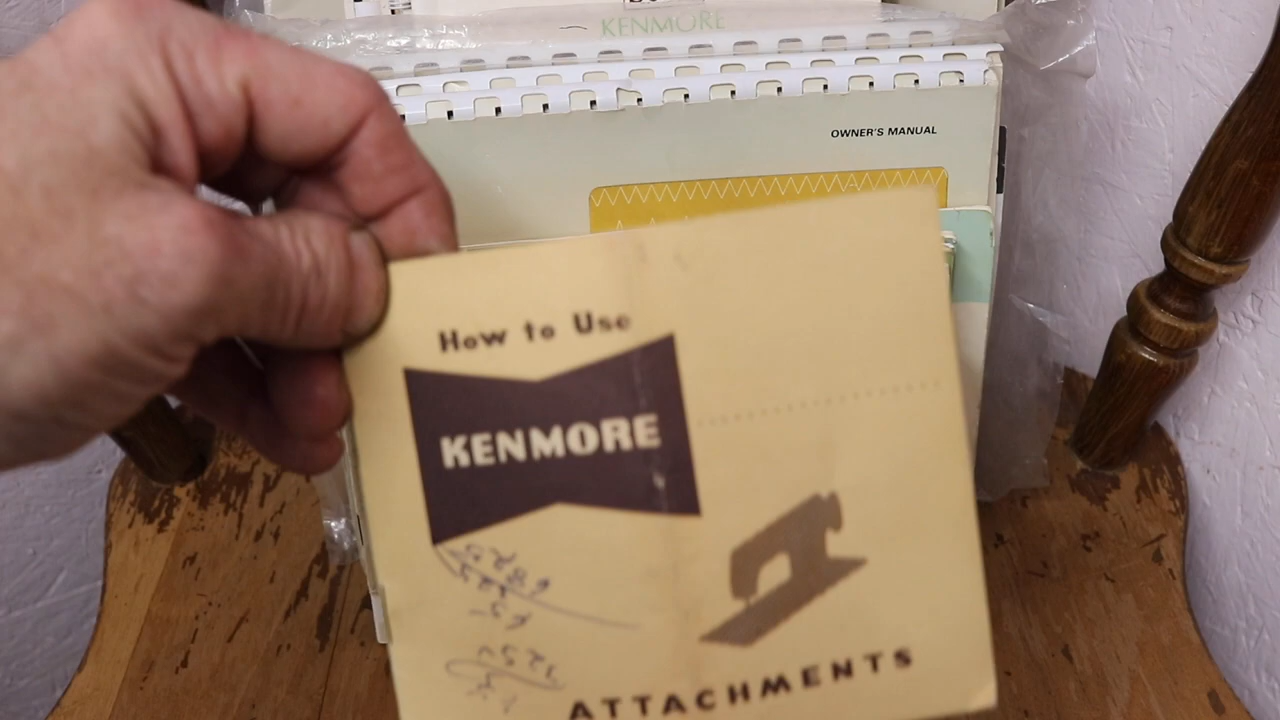 KENMORE
OWNER'S MANUAL
How to Use
KENMORE
ATTACHMENTS